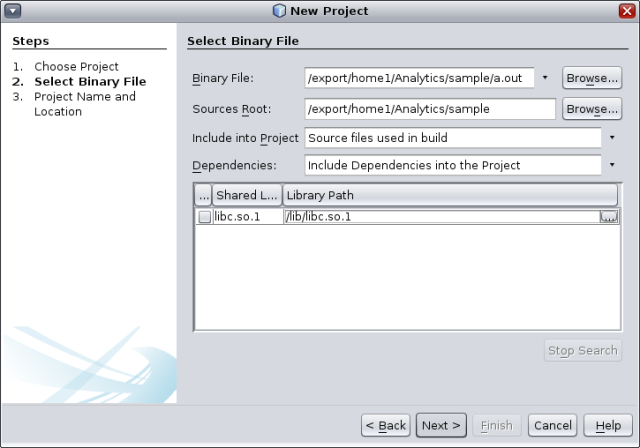 New Project
Steps
1. Choose Project
2. Select Binary File
3. Project Name and
Location
Select Binary File
Binary File: /export/home1/Analytics/sample/a.out Browse...
Sources Root: /export/home1/Analytics/sample Browse...
Include into Project Source files used in build
Dependencies: Include Dependencies into the Project
... Shared L... Library Path
libc.so.1 /lib/libc.so.1 ...
Stop Search
< Back Next > Finish Cancel Help